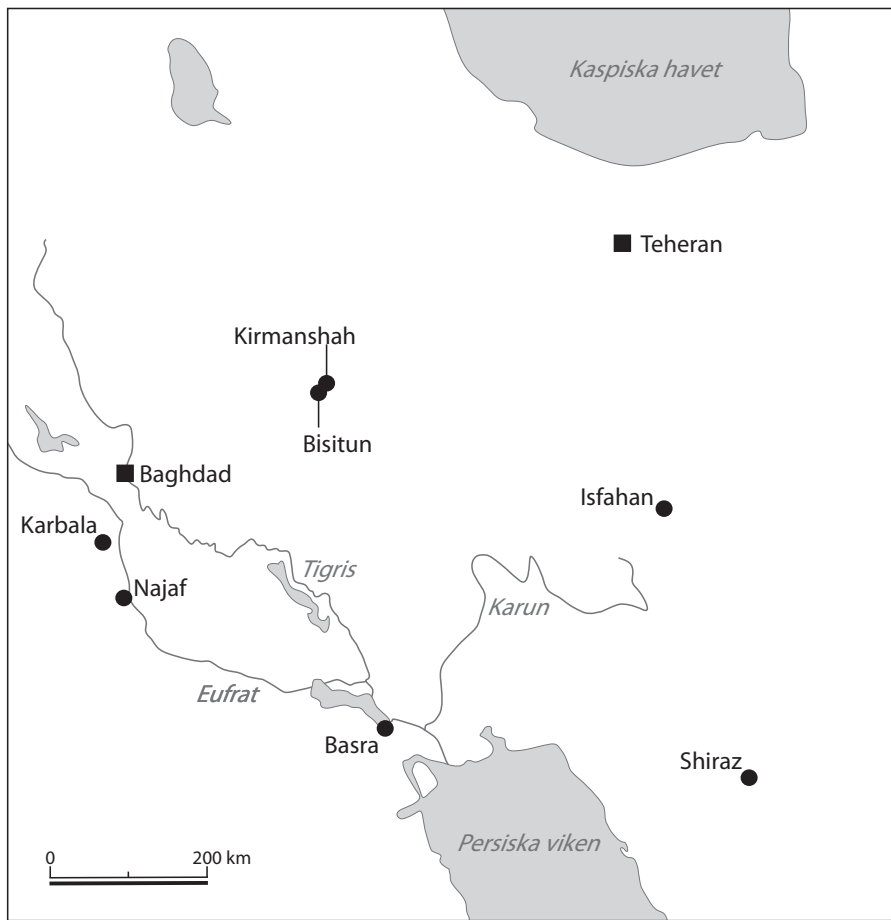 Kaspiska havet
Teheran
Kirmanshah
Bisitun
Baghdad
Isfahan
Karbala
Tigris
Najaf
Karun
Eufrat
Basra
Shiraz
Persiska viken
0 200 km